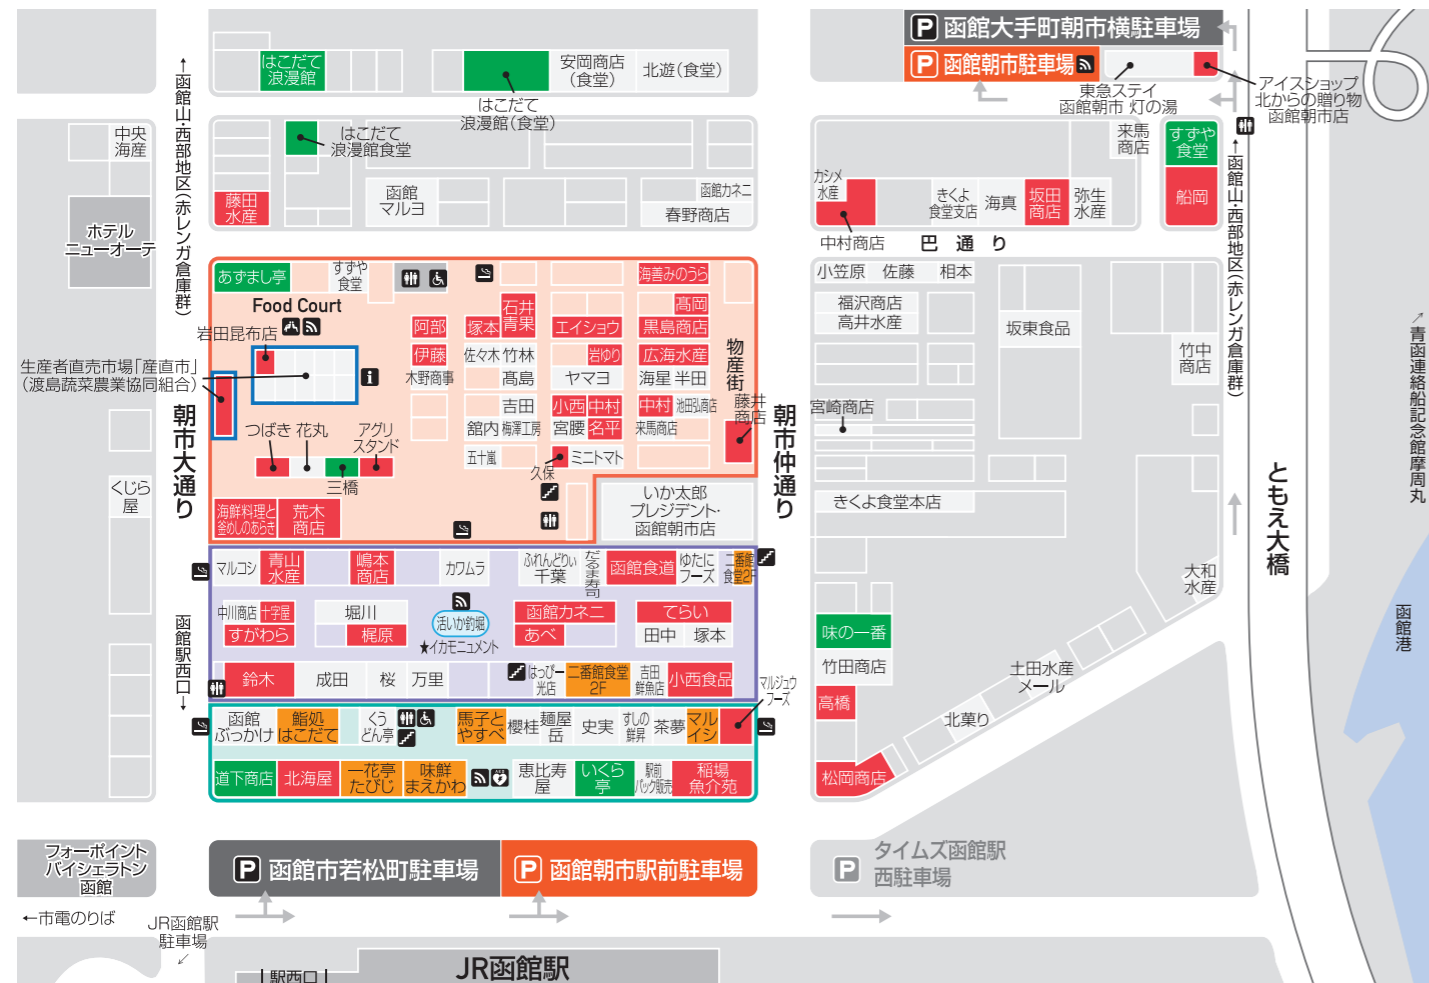 P 函館大手町朝市横駐車場
P 函館朝市駐車場
はこだて
浪漫館
安岡商店
(食堂)
北遊(食堂)
はこだて
浪漫館(食堂)
東急ステイ
函館朝市 灯の湯
アイスショップ
北からの贈り物
函館朝市店
中央
海産
はこだて
浪漫館食堂
来馬
商店
すずや
食堂
←函館山・西部地区(赤レンガ倉庫群)
藤田
水産
函館
マルヨ
函館カネニ
春野商店
カシメ
水産
きくよ
食堂支店
海真
坂田
商店
弥生
水産
船岡
中村商店
巴通り
ホテル
ニューオーテ
←函館山・西部地区(赤レンガ倉庫群)
あずまし亭
すずや
食堂
海善みのうら
小笠原
佐藤
相本
Food Court
石井
青果
髙岡
福沢商店
高井水産
坂東食品
岩田昆布店
阿部
塚本
エイショウ
黒島商店
生産者直売市場「産直市」
(渡島蔬菜農業協同組合)
伊藤
佐々木
竹林
岩ゆり
広海水産
物産街
竹中
商店
木野商事
髙島
ヤマヨ
海星
半田
朝市大通り
吉田
小西
中村
中村
池田弘商店
藤井
商店
朝市仲通り
宮崎商店
つばき
花丸
アグリ
スタンド
舘内
梅澤工房
宮腰
名平
来馬商店
五十嵐
久保
ミニトマト
三橋
くじら
屋
海鮮料理と
釜めしのあらき
荒木
商店
いか太郎
プレジデント・
函館朝市店
きくよ食堂本店
ともえ大橋
↗青函連絡船記念館摩周丸
マルコシ
青山
水産
嶋本
商店
カワムラ
ふれんどりぃ
千葉
だるま寿司
函館食道
ゆたに
フーズ
二番館
食堂2F
大和
水産
函館港
中川商店
十字屋
堀川
函館カネニ
てらい
すがわら
梶原
活いか釣堀
★イカモニュメント
あべ
田中
塚本
味の一番
函館駅西口→
鈴木
成田
桜
万里
はっぴー
光店
二番館食堂
2F
吉田
鮮魚店
小西食品
マルジュウ
フーズ
竹田商店
土田水産
メール
高橋
北菓り
函館
ぶっかけ
鮨処
はこだて
くう
どん亭
馬子と
やすべ
櫻桂
麺屋
岳
史実
すしの
鮮昇
茶夢
マル
イシ
道下商店
北海屋
一花亭
たびじ
味鮮
まえかわ
恵比寿
屋
いくら
亭
駅前
パック販売
稲場
魚介苑
松岡商店
フォーポイント
バイシェラトン
函館
P 函館市若松町駐車場
P 函館朝市駅前駐車場
P タイムズ函館駅
西駐車場
←市電のりば
JR函館駅
駐車場
↙
JR函館駅
駅西口